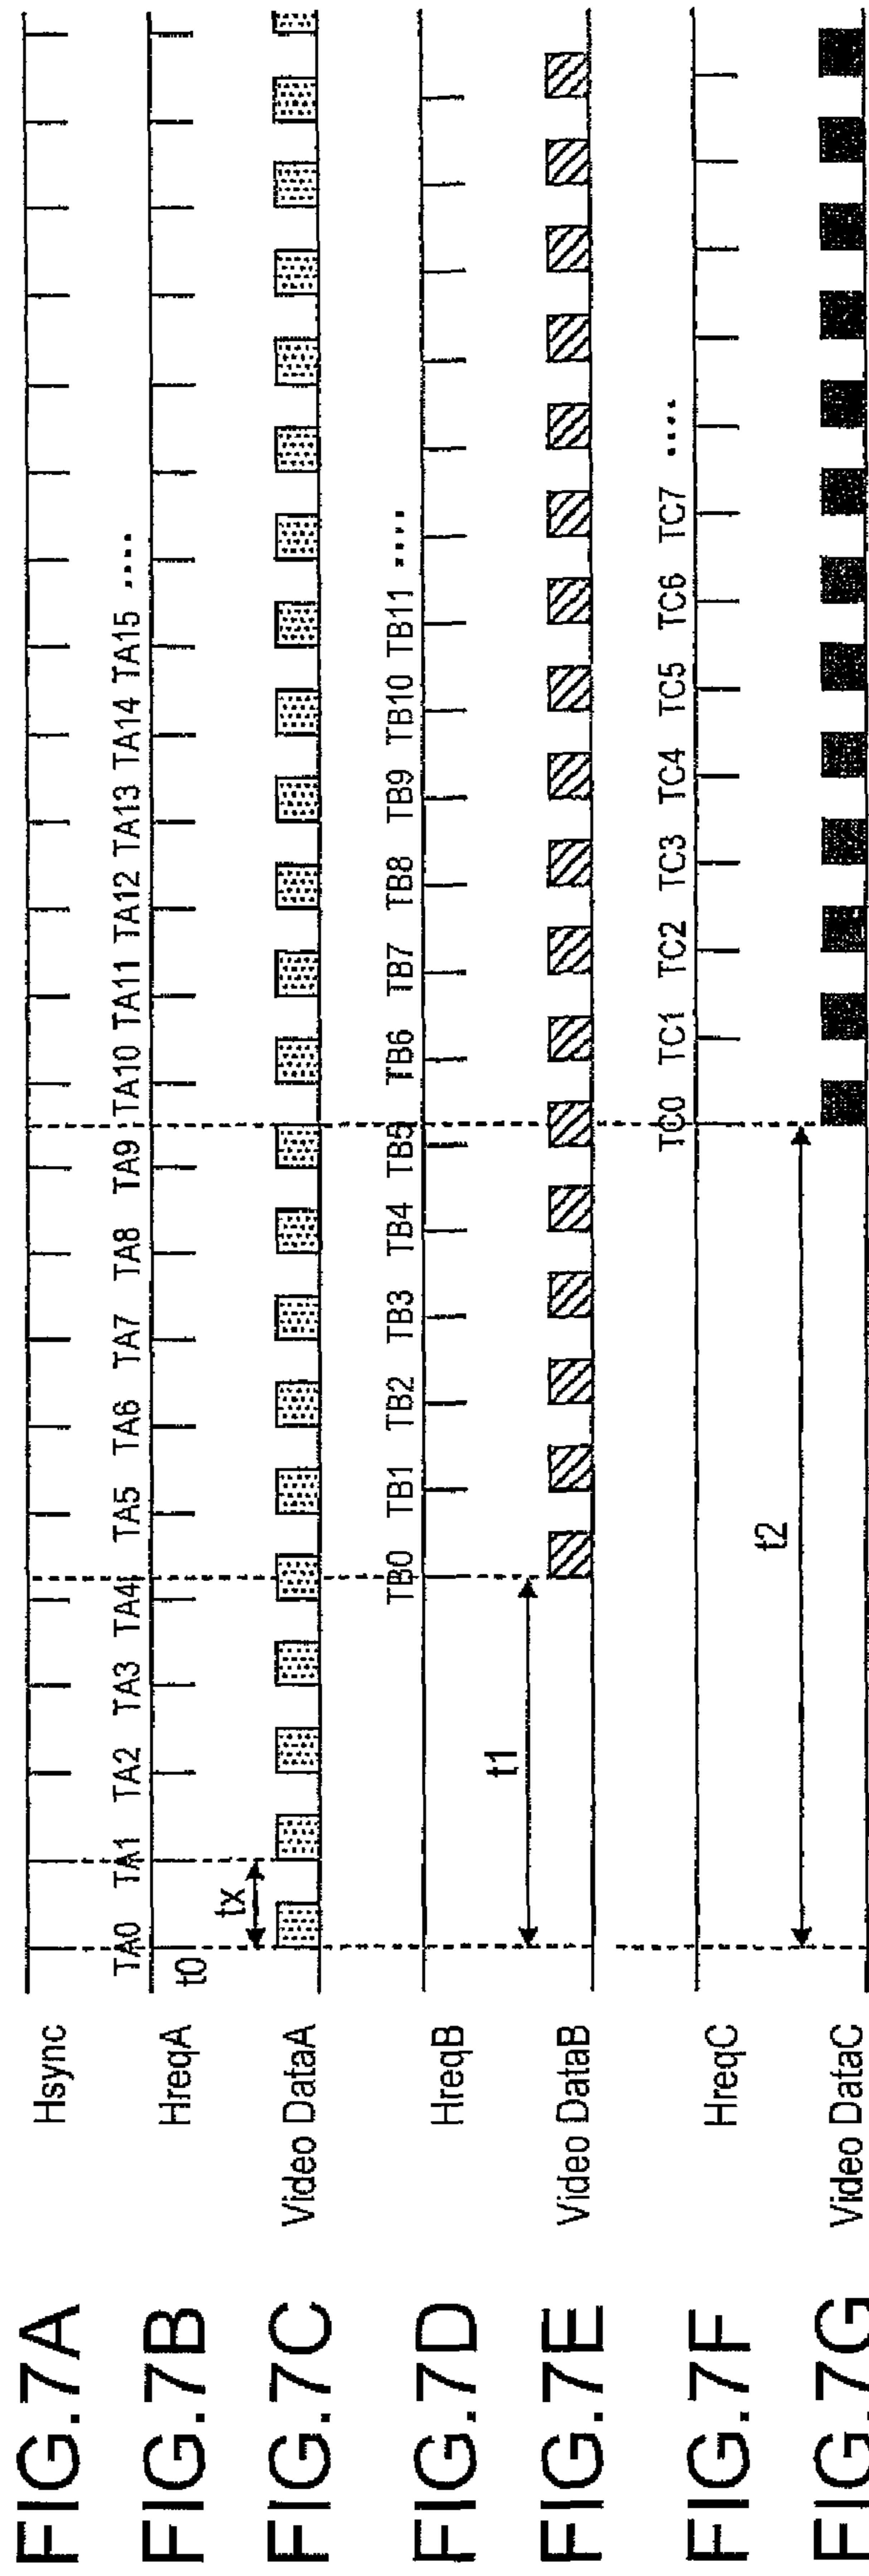 FIG.7A Hsync
FIG.7B HreqA TA0 TA1 TA2 TA3 TA4 TA5 TA6 TA7 TA8 TA9 TA10 TA11 TA12 TA13 TA14 TA15 ....
t0
tx
FIG.7C Video DataA
FIG.7D HreqB TB0 TB1 TB2 TB3 TB4 TB5 TB6 TB7 TB8 TB9 TB10 TB11 ....
t1
FIG.7E Video DataB
FIG.7F HreqC TC0 TC1 TC2 TC3 TC4 TC5 TC6 TC7 ....
t2
FIG.7G Video DataC